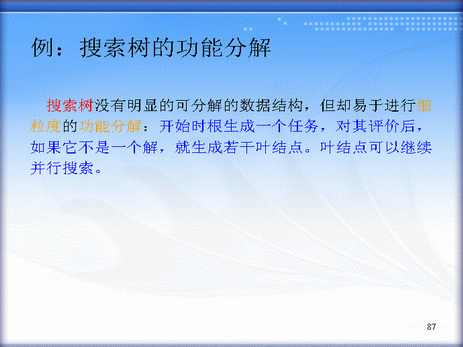 例：搜索树的功能分解
搜索树没有明显的可分解的数据结构，但却易于进行细
粒度的功能分解：开始时根生成一个任务，对其评价后，
如果它不是一个解，就生成若干叶结点。叶结点可以继续
并行搜索。
87